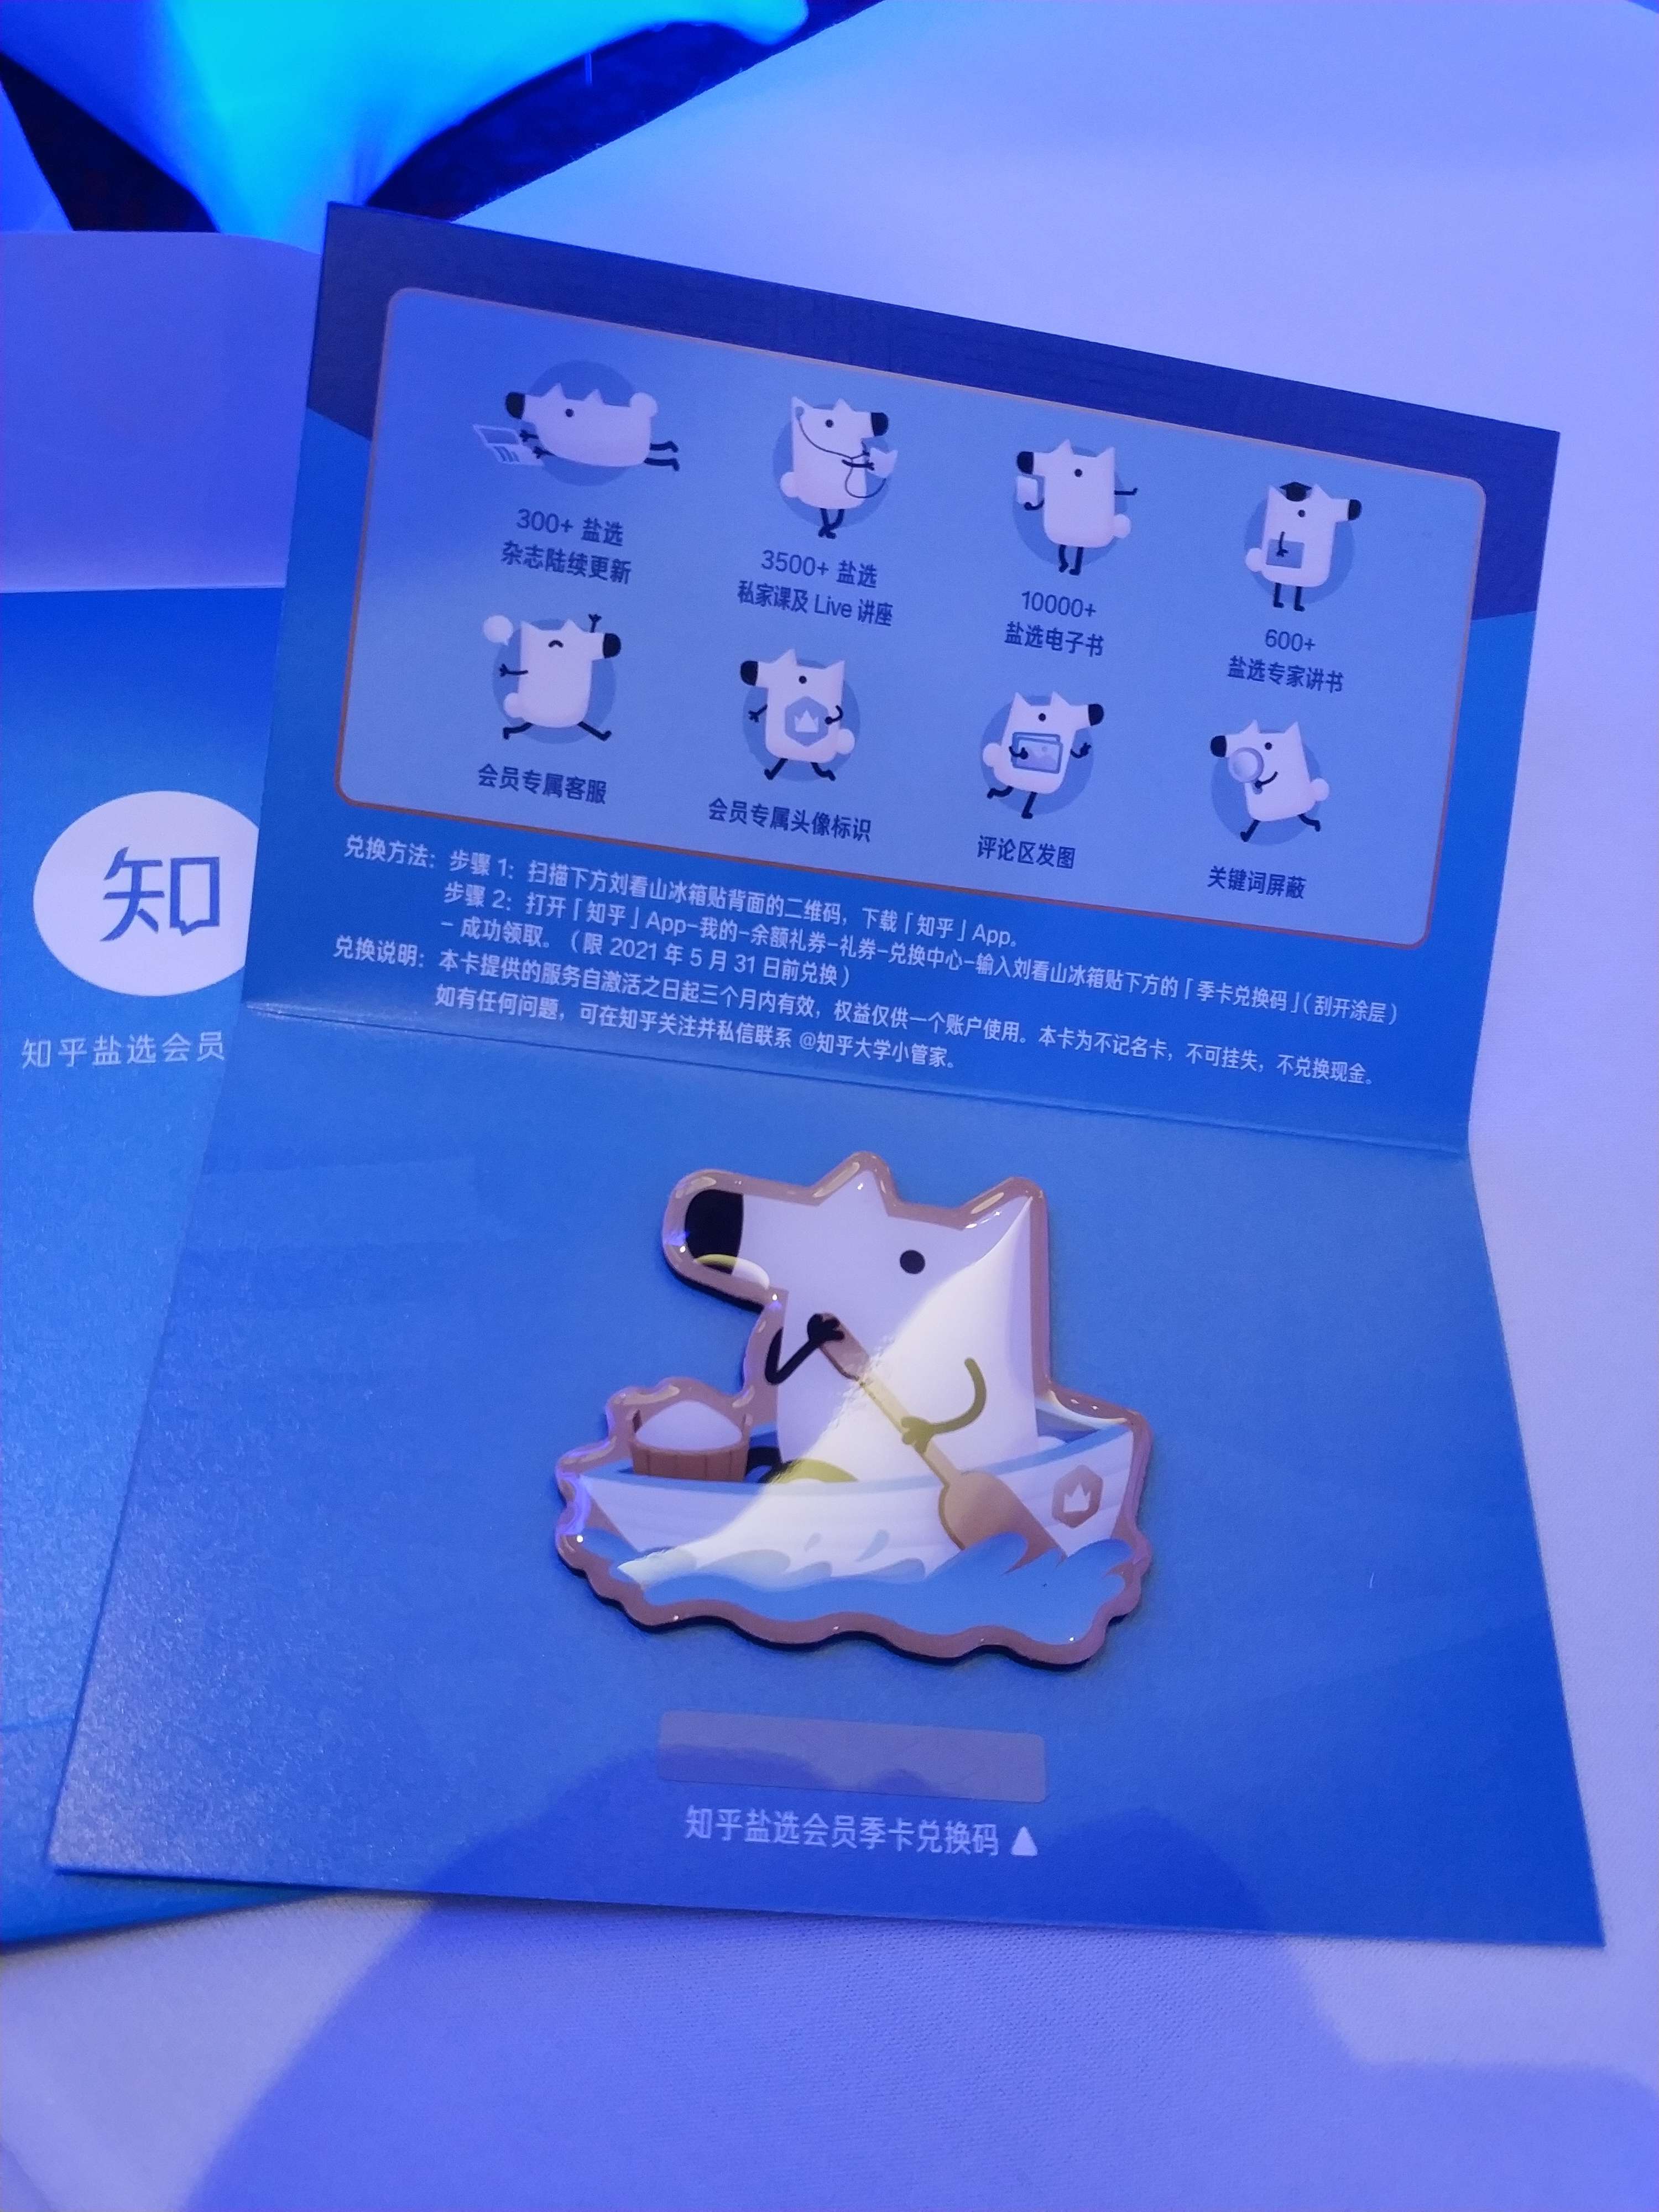 300+ 盐选
杂志陆续更新
3500+ 盐选
私家课及 Live 讲座
10000+
盐选电子书
600+
盐选专家讲书
会员专属客服
会员专属头像标识
评论区发图
关键词屏蔽
兑换方法：步骤 1：扫描下方刘看山冰箱贴背面的二维码，下载「知乎」App。
步骤 2：打开「知乎」App-我的-余额礼券-礼券-兑换中心-输入刘看山冰箱贴下方的「季卡兑换码」（刮开涂层）
- 成功领取。（限 2021 年 5 月 31 日前兑换）
兑换说明：本卡提供的服务自激活之日起三个月内有效，权益仅供一个账户使用。本卡为不记名卡，不可挂失，不兑换现金。
如有任何问题，可在知乎关注并私信联系 @知乎大学小管家。
知
知乎盐选会员
知乎盐选会员季卡兑换码▲